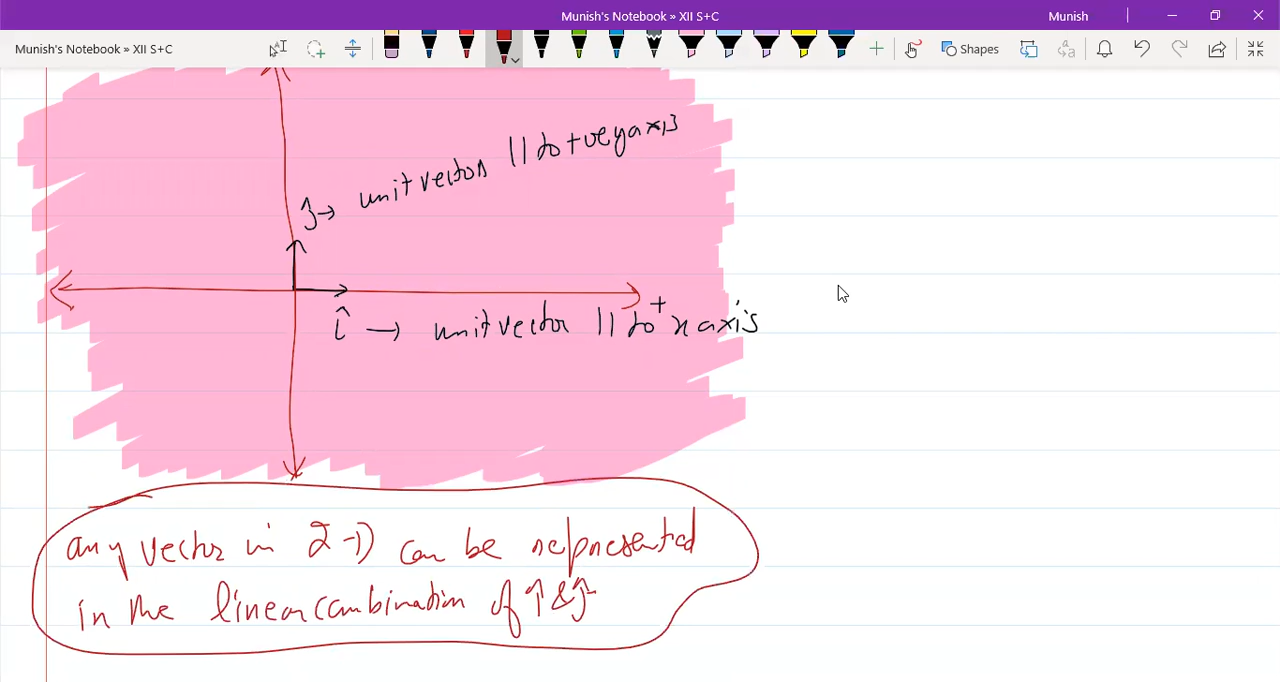 Munish's Notebook » XII S+C
Munish
Munish's Notebook » XII S+C
Shapes
ĵ → unit vector || to +ve y axis
î → unit vector || to + x axis
any vector in 2-D can be represented
in the linear combination of î & ĵ